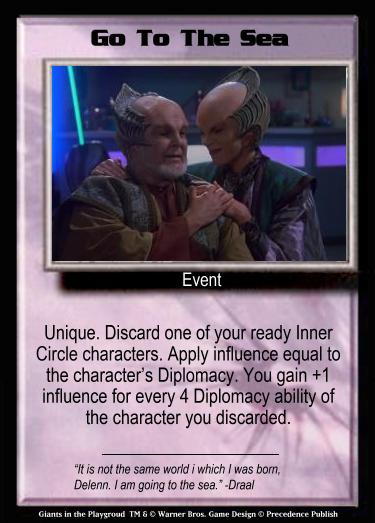 Go To The Sea
Event
Unique. Discard one of your ready Inner
Circle characters. Apply influence equal to
the character's Diplomacy. You gain +1
influence for every 4 Diplomacy ability of
the character you discarded.
“It is not the same world i which I was born,
Delenn. I am going to the sea.” -Draal
Giants in the Playgroud TM & © Warner Bros. Game Design © Precedence Publish